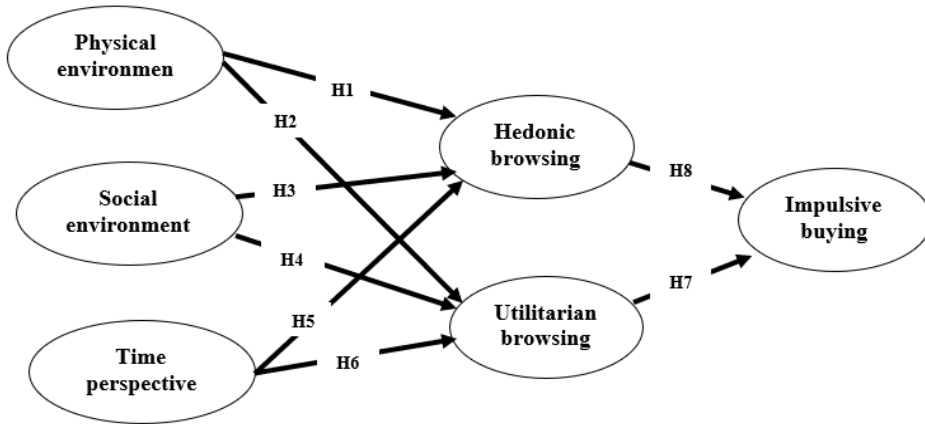 Physical
environmen
H1
H2
Hedonic
browsing
H8
Social
environment
H3
Impulsive
buying
H4
H7
Utilitarian
browsing
H5
Time
perspective
H6